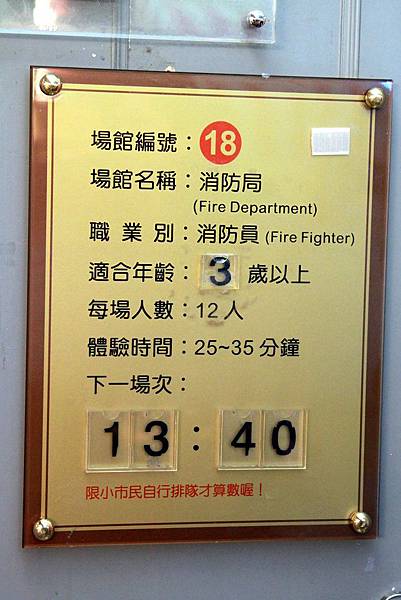 場館編號：18
場館名稱：消防局
(Fire Department)
職業別：消防員 (Fire Fighter)
適合年齡：3 歲以上
每場人數：12 人
體驗時間：25~35 分鐘
下一場次：
13：40
限小市民自行排隊才算數喔！